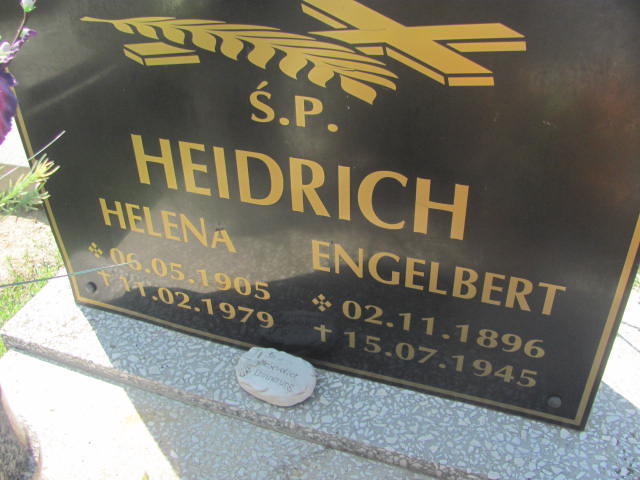 Ś.P.
HEIDRICH
HELENA
06.05.1905
† 11.02.1979
ENGELBERT
02.11.1896
† 15.07.1945